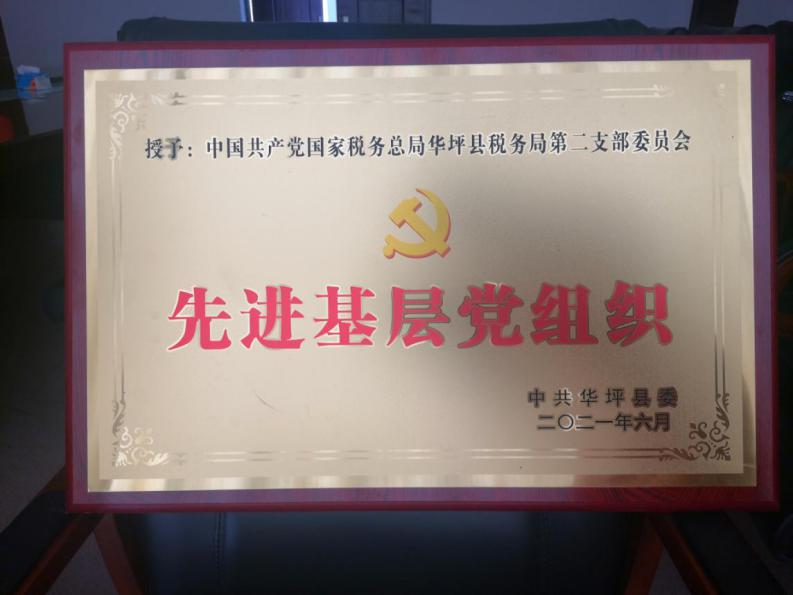 授予：中国共产党国家税务总局华坪县税务局第二支部委员会
先进基层党组织
中共华坪县委
二〇二一年六月